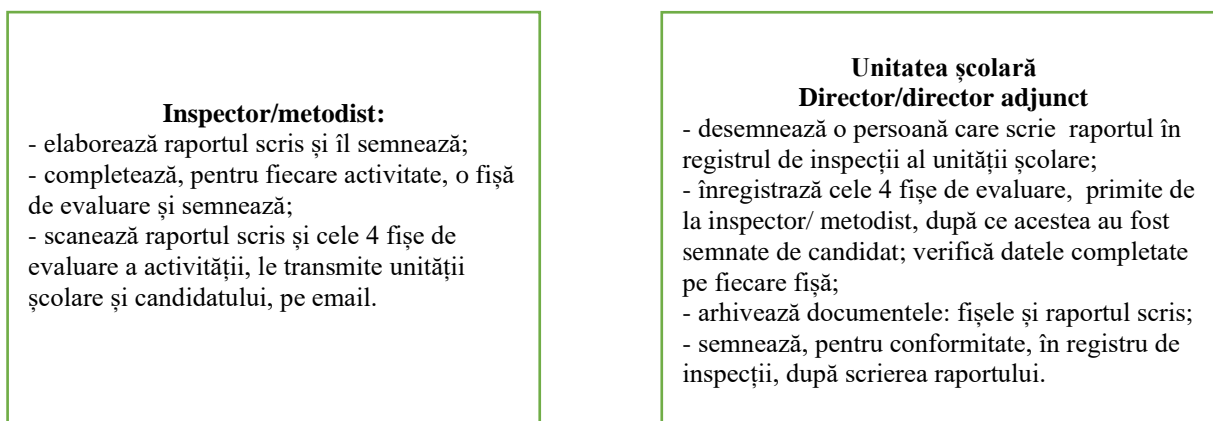 Inspector/metodist:
- elaborează raportul scris și îl semnează;
- completează, pentru fiecare activitate, o fișă
de evaluare și semnează;
- scanează raportul scris și cele 4 fișe de
evaluare a activității, le transmite unității
școlare și candidatului, pe email.
Unitatea școlară
Director/director adjunct
- desemnează o persoană care scrie raportul în
registrul de inspecții al unității școlare;
- înregistrază cele 4 fișe de evaluare, primite de
la inspector/ metodist, după ce acestea au fost
semnate de candidat; verifică datele completate
pe fiecare fișă;
- arhivează documentele: fișele și raportul scris;
- semnează, pentru conformitate, în registru de
inspecții, după scrierea raportului.